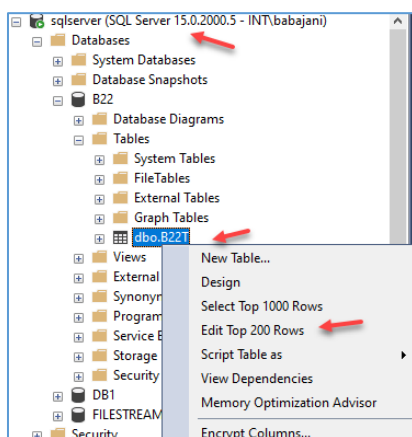 sqlserver (SQL Server 15.0.2000.5 - INT\babajani)
Databases
System Databases
Database Snapshots
B22
Database Diagrams
Tables
System Tables
FileTables
External Tables
Graph Tables
dbo.B22T
Views
New Table...
External
Design
Synonyr
Select Top 1000 Rows
Program
Edit Top 200 Rows
Service B
Script Table as
Storage
View Dependencies
Security
Memory Optimization Advisor
DB1
FILESTREAM
Encrypt Columns...
Security